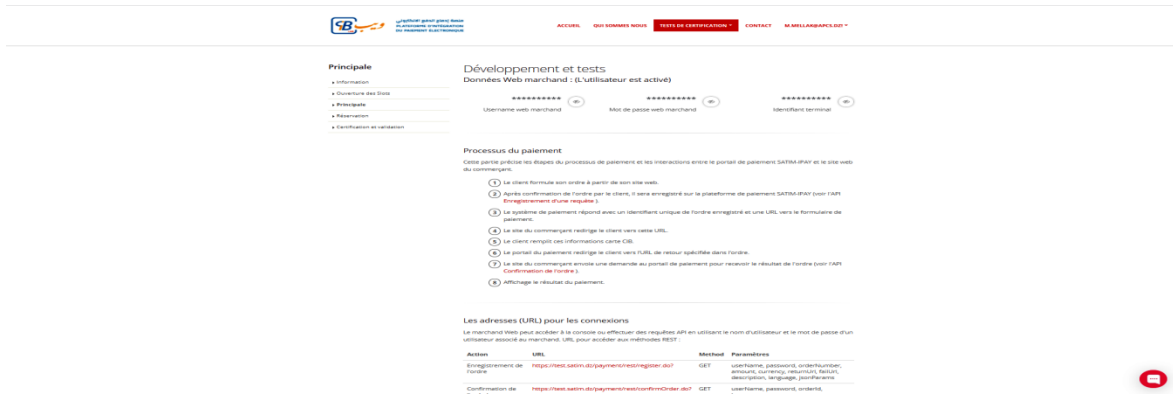 منصة إدماج الدفع الإلكتروني
PLATEFORME D'INTÉGRATION
DU PAIEMENT ÉLECTRONIQUE
ACCUEIL QUI SOMMES NOUS TESTS DE CERTIFICATION CONTACT M.MELLAB@APCS.DZ!
Principale
Information
Ouverture des Dots
Principale
Réservation
Certification et validation
Développement et tests
Données Web marchand : (L'utilisateur est activé)
********** ********** **********
Username web marchand Mot de passe web marchand Identifiant terminal
Processus du paiement
Cette partie précise les étapes du processus de paiement et les interactions entre le portail de paiement SATIM-IPAY et le site web
du commerçant.
1 Le client formule son ordre à partir de son site web.
2 Après confirmation de l'ordre par le client, il sera enregistré sur la plateforme de paiement SATIM-IPAY (voir l'API
Enregistrement d'une requête ).
3 Le système de paiement répond avec un identifiant unique de l'ordre enregistré et une URL vers le formulaire de
paiement.
4 Le site du commerçant redirige le client vers cette URL.
5 Le client remplit ces informations carte CIB.
6 Le portail du paiement redirige le client vers l'URL de retour spécifiée dans l'ordre.
7 Le site du commerçant envoie une demande au portail de paiement pour recevoir le résultat de l'ordre (voir l'API
Confirmation de l'ordre ).
8 Affichage le résultat du paiement.
Les adresses (URL) pour les connexions
Le marchand Web peut accéder à la console ou effectuer des requêtes API en utilisant le nom d'utilisateur et le mot de passe d'un
utilisateur associé au marchand. URL pour accéder aux méthodes REST :
Action URL Method Paramètres
Enregistrement de https://test.satim.dz/payment/rest/register.do? GET userName, password, orderNumber,
l'ordre amount, currency, returnUrl, failUrl,
description, language, jsonParams
Confirmation de https://test.satim.dz/payment/rest/confirmOrder.do? GET userName, password, orderId,